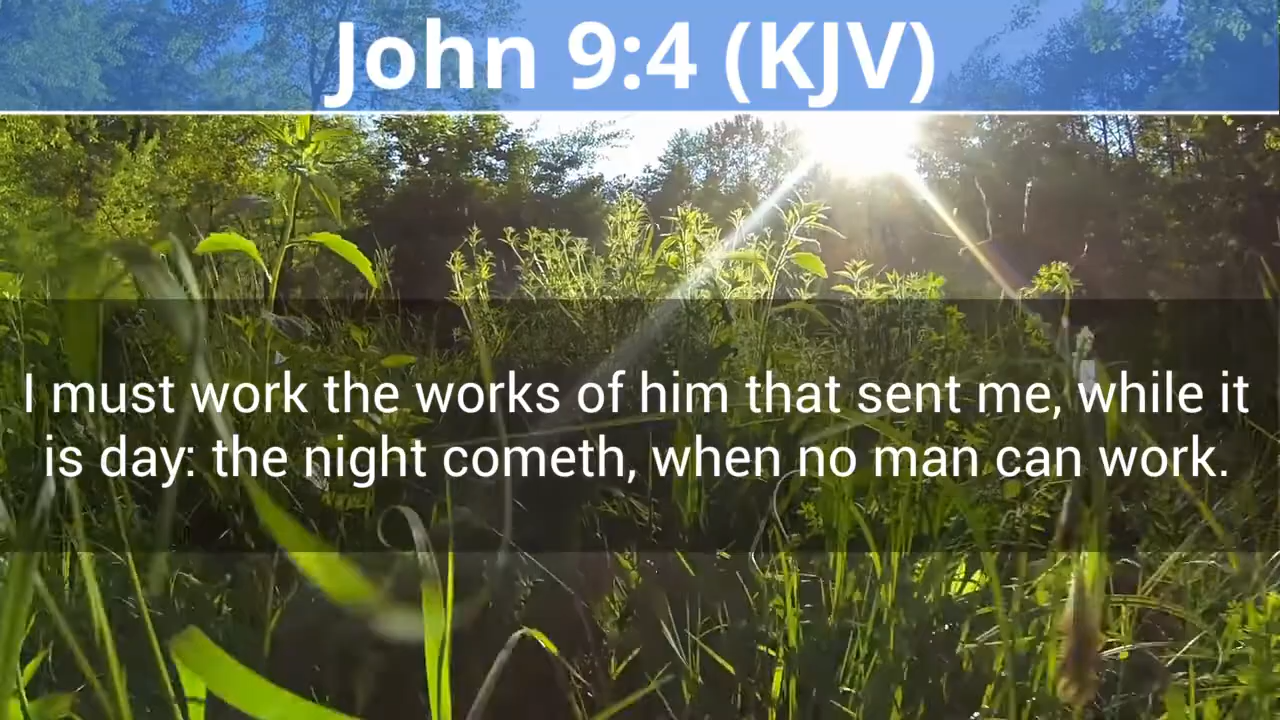 John 9:4 (KJV)
I must work the works of him that sent me, while it
is day: the night cometh, when no man can work.